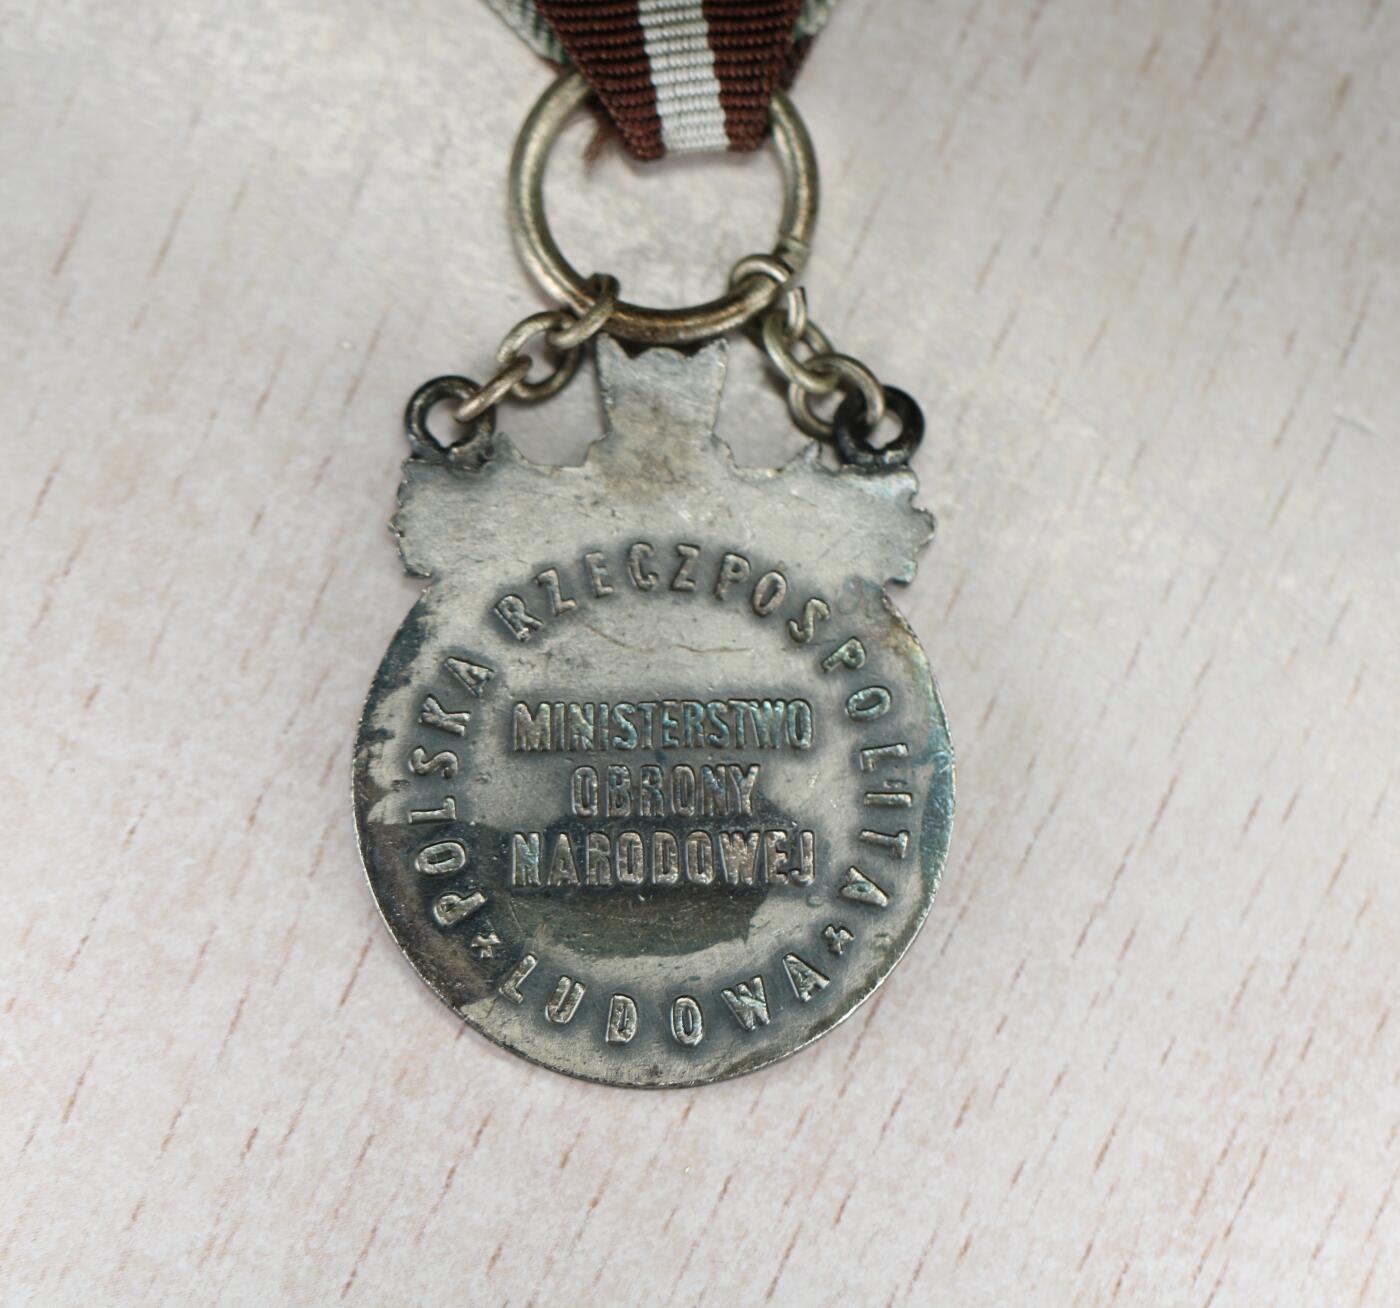 POLSKA RZECZPOSPOLITA
MINISTERSTWO
OBRONY
NARODOWEJ
* LUDOWA *